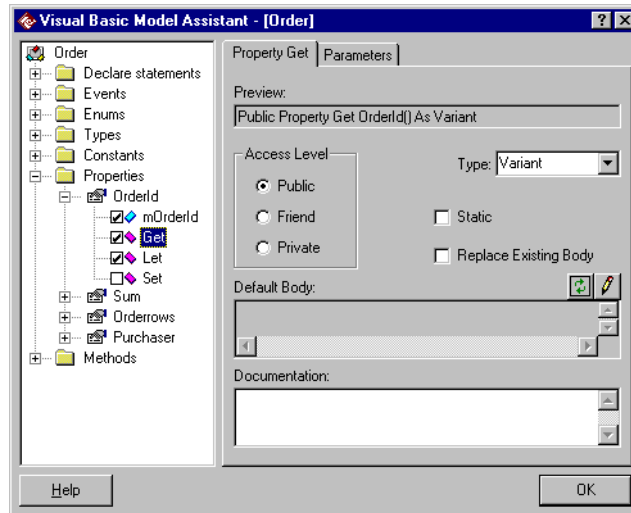 Visual Basic Model Assistant - [Order]
Order
Declare statements
Events
Enums
Types
Constants
Properties
OrderId
mOrderId
Get
Let
Set
Sum
Orderrows
Purchaser
Methods
Property Get Parameters
Preview:
Public Property Get OrderId() As Variant
Access Level
Public
Friend
Private
Type: Variant
Static
Replace Existing Body
Default Body:
Documentation:
Help
OK